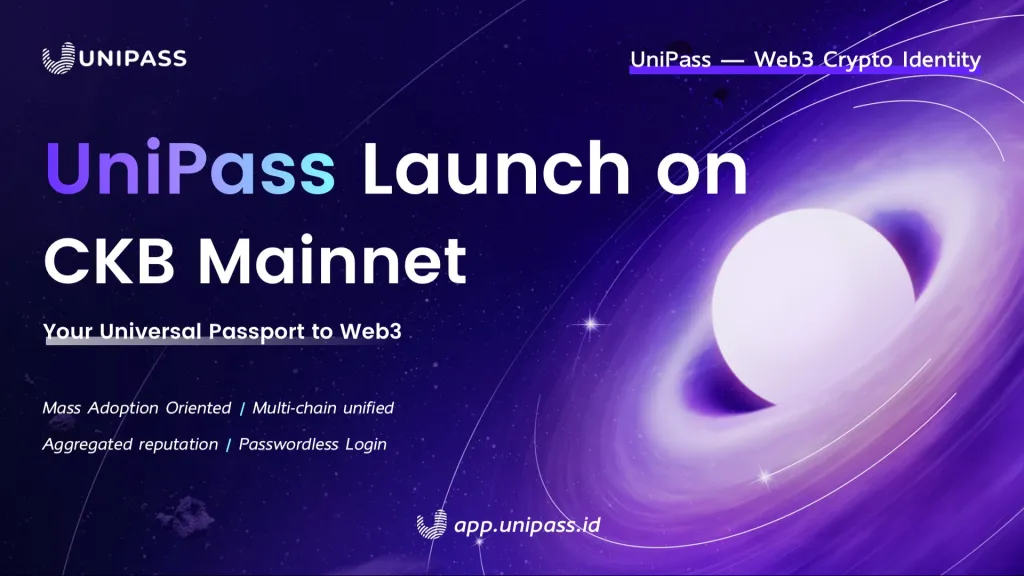 UNIPASS
UniPass — Web3 Crypto Identity
UniPass Launch on
CKB Mainnet
Your Universal Passport to Web3
Mass Adoption Oriented / Multi-chain unified
Aggregated reputation / Passwordless Login
app.unipass.id